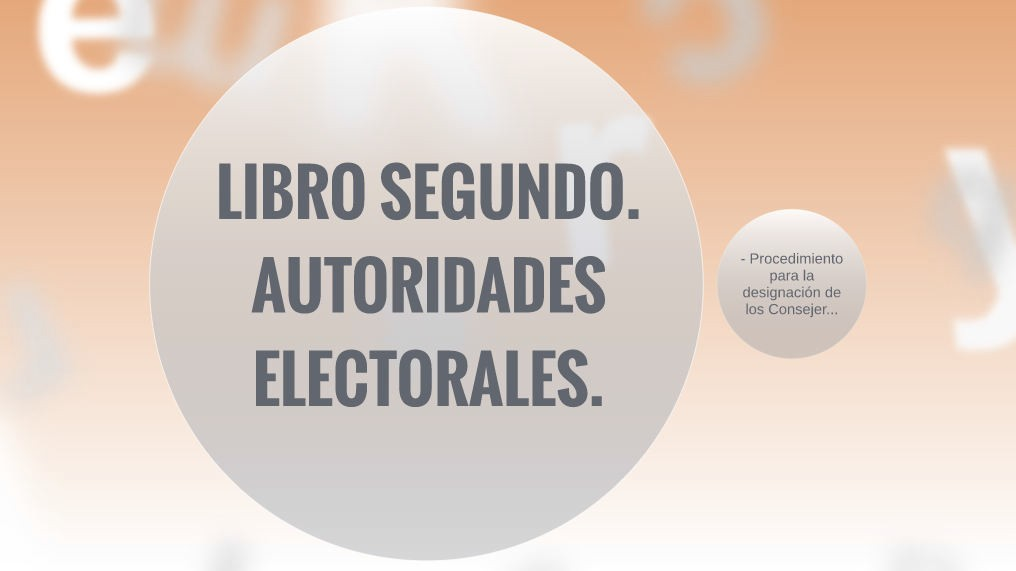 LIBRO SEGUNDO.
AUTORIDADES
ELECTORALES.
- Procedimiento
para la
designación de
los Consejer...